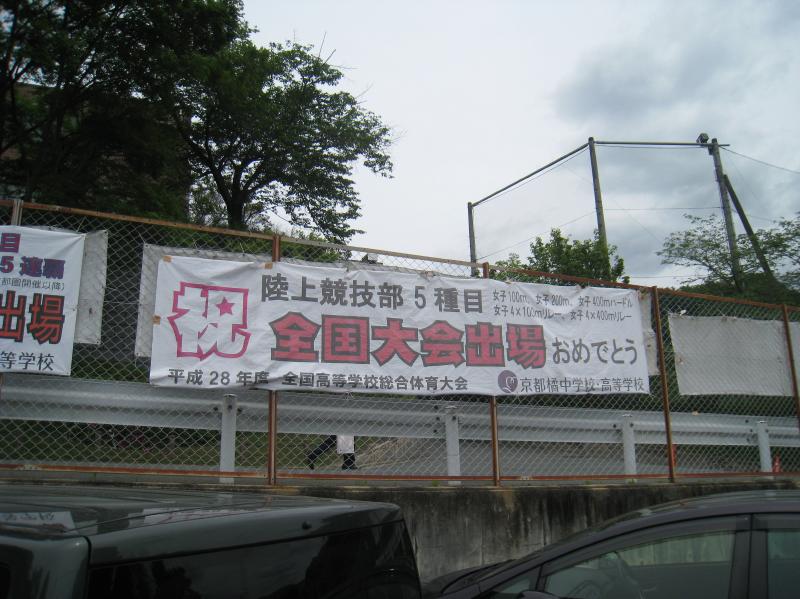 目
5連覇
都開催以降)
出場
等学校
祝
陸上競技部 5種目
女子100m、女子200m、女子400mハードル
女子4×100mリレー、女子4×400mリレー
全国大会出場 おめでとう
平成28年度 全国高等学校総合体育大会
京都橘中学校・高等学校